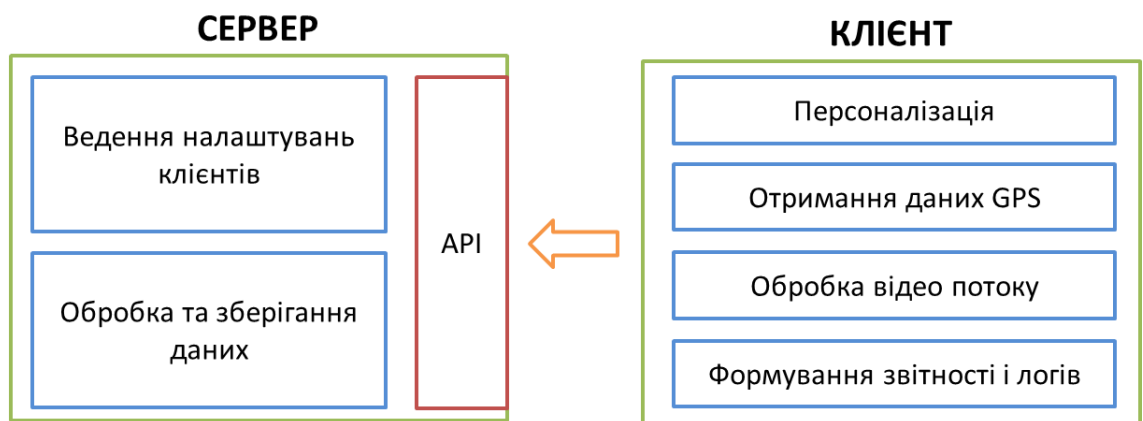 СЕРВЕР
Ведення налаштувань
клієнтів
Обробка та зберігання
даних
API
КЛІЄНТ
Персоналізація
Отримання даних GPS
Обробка відео потоку
Формування звітності і логів